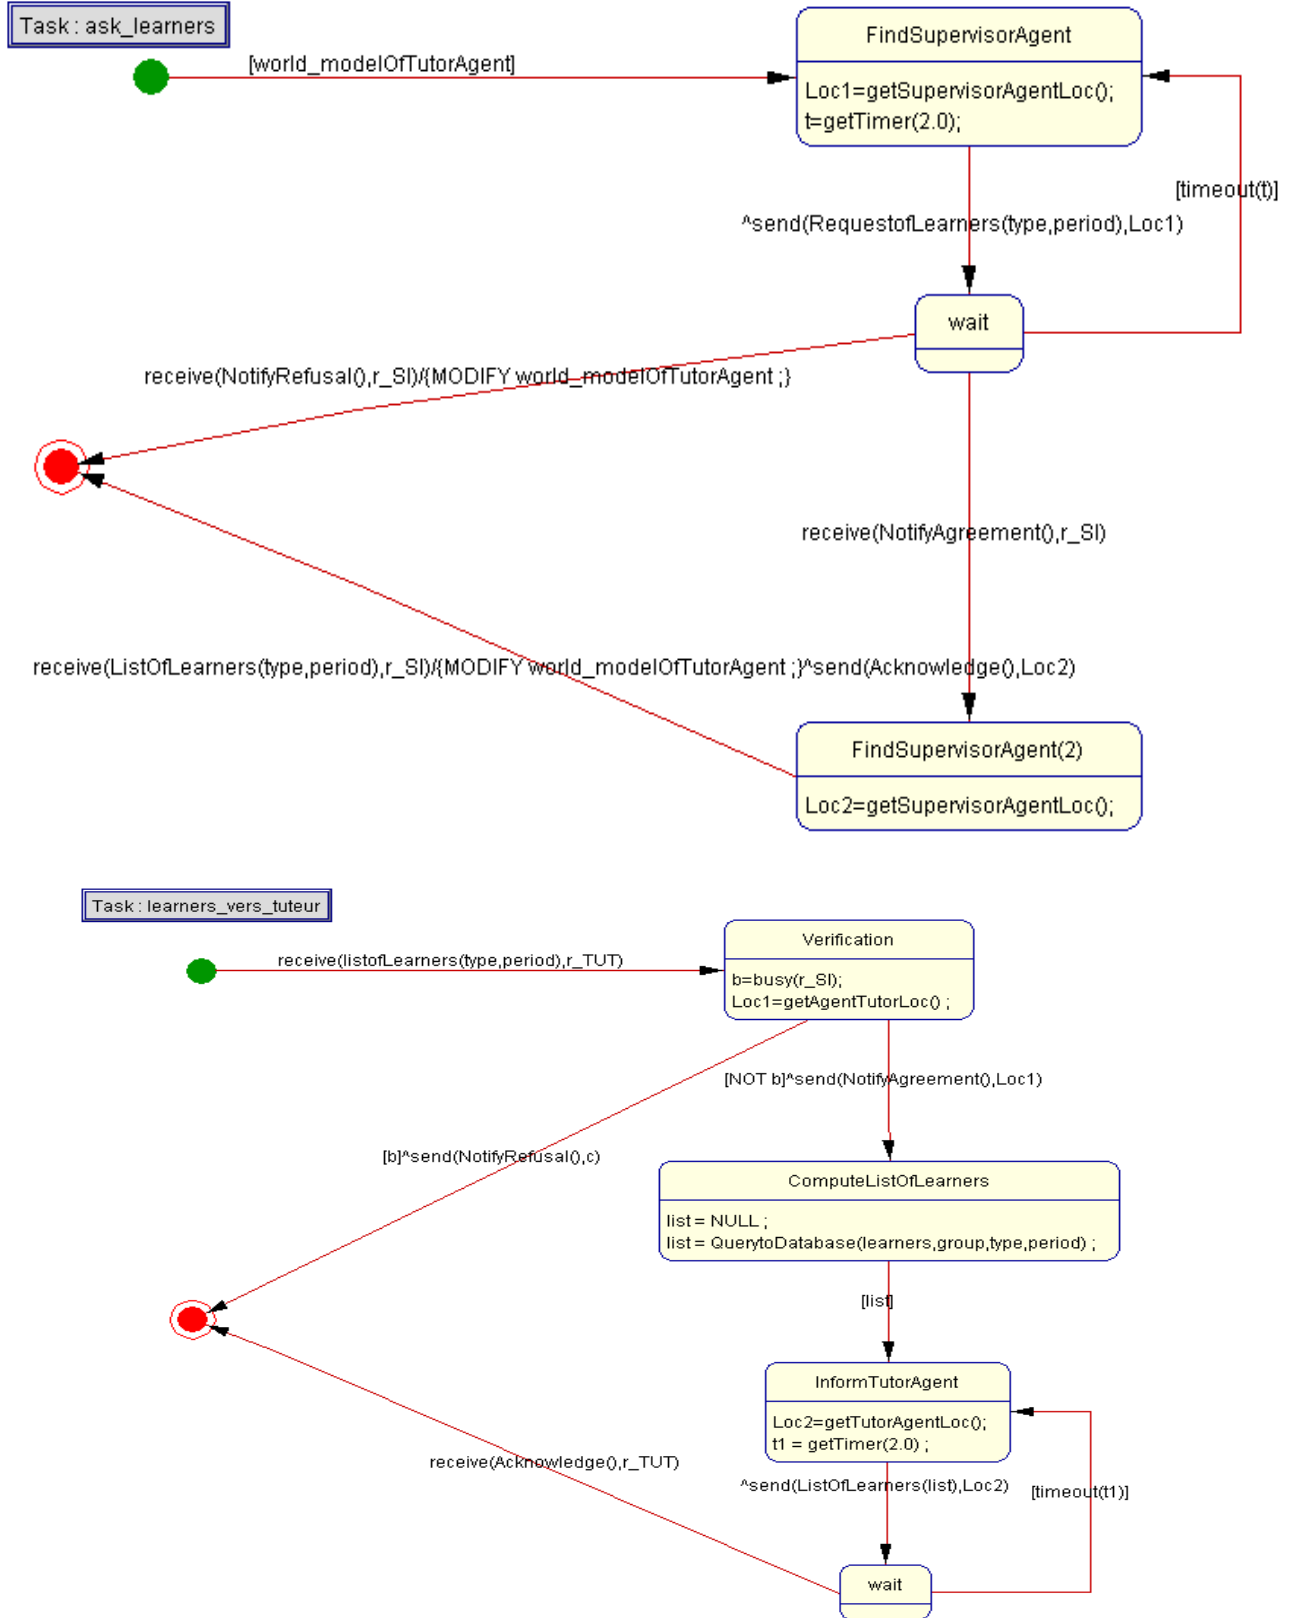 Task : ask_learners
FindSupervisorAgent
[world_modelOfTutorAgent]
Loc1=getSupervisorAgentLoc();
t=getTimer(2.0);
[timeout(t)]
^send(RequestofLearners(type,period),Loc1)
wait
receive(NotifyRefusal(),r_SI)/{MODIFY world_modelOfTutorAgent ;}
receive(NotifyAgreement(),r_SI)
receive(ListOfLearners(type,period),r_SI)/{MODIFY world_modelOfTutorAgent ;}^send(Acknowledge(),Loc2)
FindSupervisorAgent(2)
Loc2=getSupervisorAgentLoc();
Task : learners_vers_tuteur
Verification
receive(listofLearners(type,period),r_TUT)
b=busy(r_SI);
Loc1=getAgentTutorLoc() ;
[NOT b]^send(NotifyAgreement(),Loc1)
[b]^send(NotifyRefusal(),c)
ComputeListOfLearners
list = NULL ;
list = QuerytoDatabase(learners,group,type,period) ;
[list]
InformTutorAgent
Loc2=getTutorAgentLoc();
t1 = getTimer(2.0) ;
receive(Acknowledge(),r_TUT)
^send(ListOfLearners(list),Loc2)
[timeout(t1)]
wait